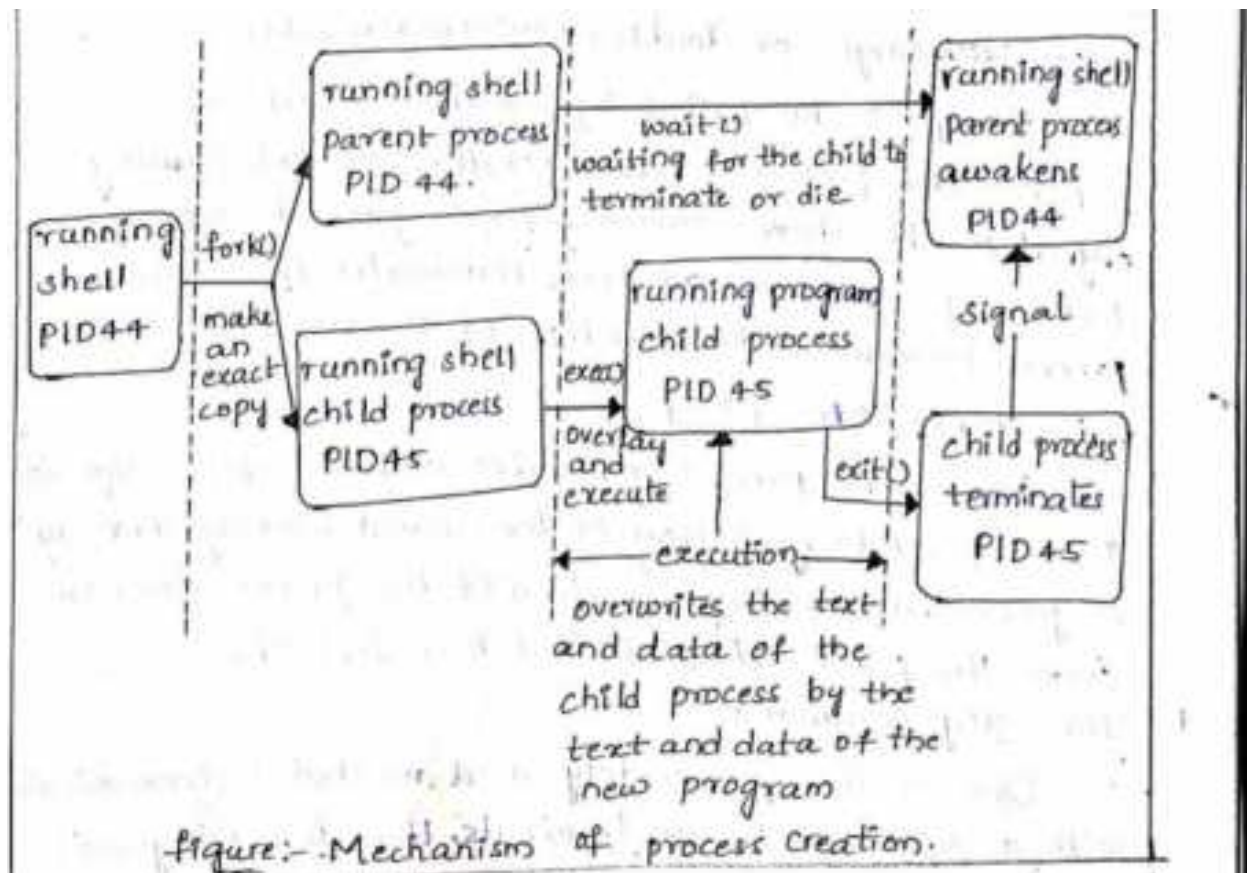 running
shell
PID44
fork()
make
an
exact
copy
running shell
parent process
PID 44.
running shell
child process
PID45
wait()
waiting for the child to
terminate or die
exec()
overlay
and
execute
running program
child process
PID 45
exit()
execution
overwrites the text
and data of the
child process by the
text and data of the
new program
running shell
parent process
awakens
PID44
signal
child process
terminates
PID45
figure:- Mechanism of process creation.